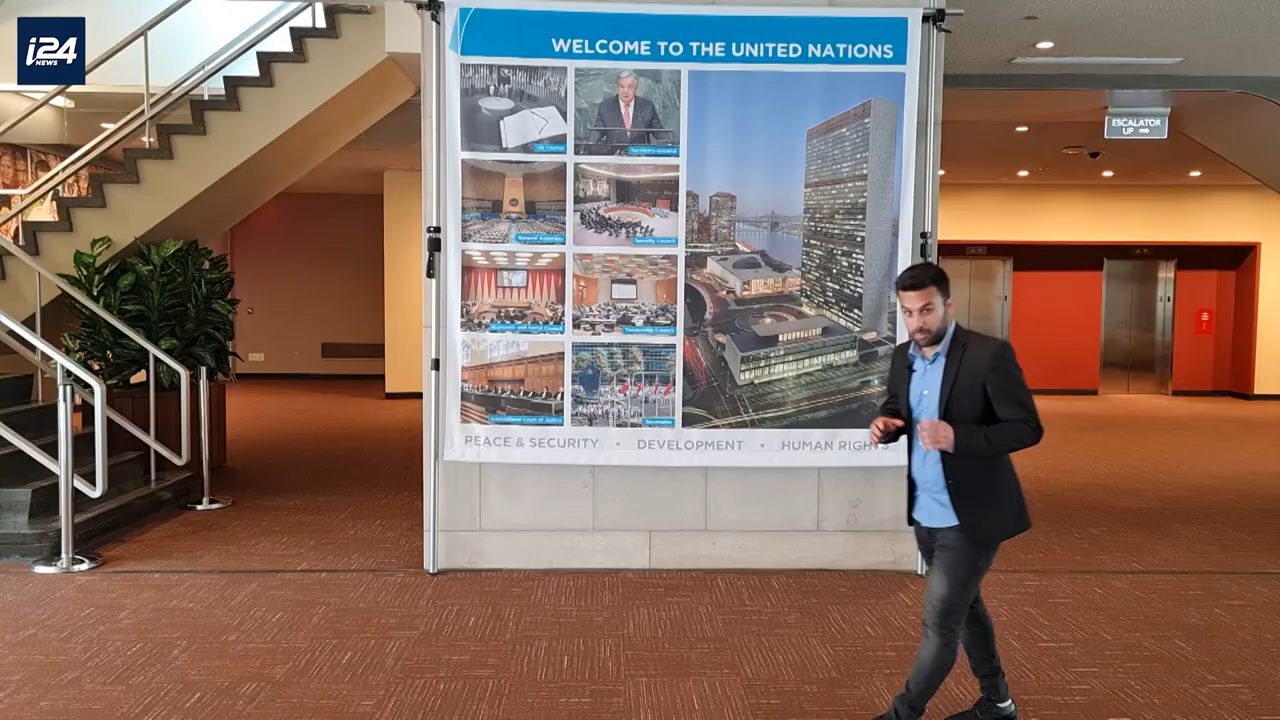 i24
NEWS
WELCOME TO THE UNITED NATIONS
ESCALATOR
UP
UN Charter
Secretary-General
General Assembly
Security Council
Economic and Social Council
Trusteeship Council
International Court of Justice
Secretariat
PEACE & SECURITY • DEVELOPMENT • HUMAN RIGHTS